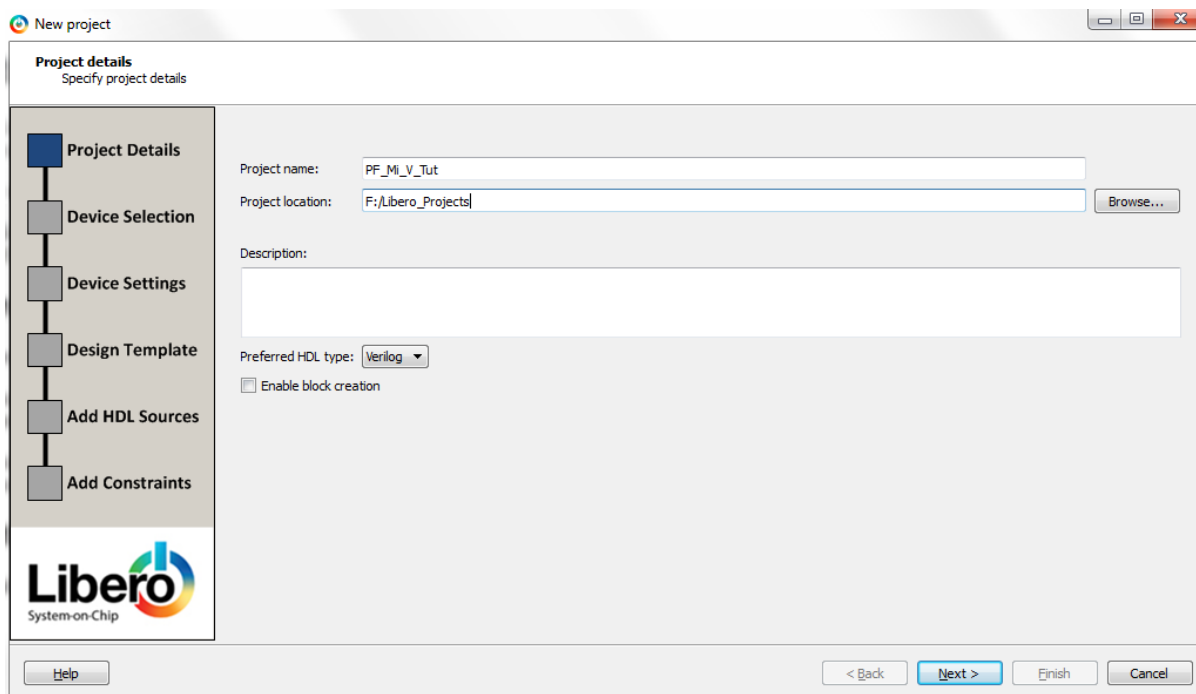 New project
Project details
Specify project details
Project Details
Device Selection
Device Settings
Design Template
Add HDL Sources
Add Constraints
Libero
System-on-Chip
Project name: PF_Mi_V_Tut
Project location: F:/Libero_Projects Browse...
Description:
Preferred HDL type: Verilog
Enable block creation
Help < Back Next > Finish Cancel